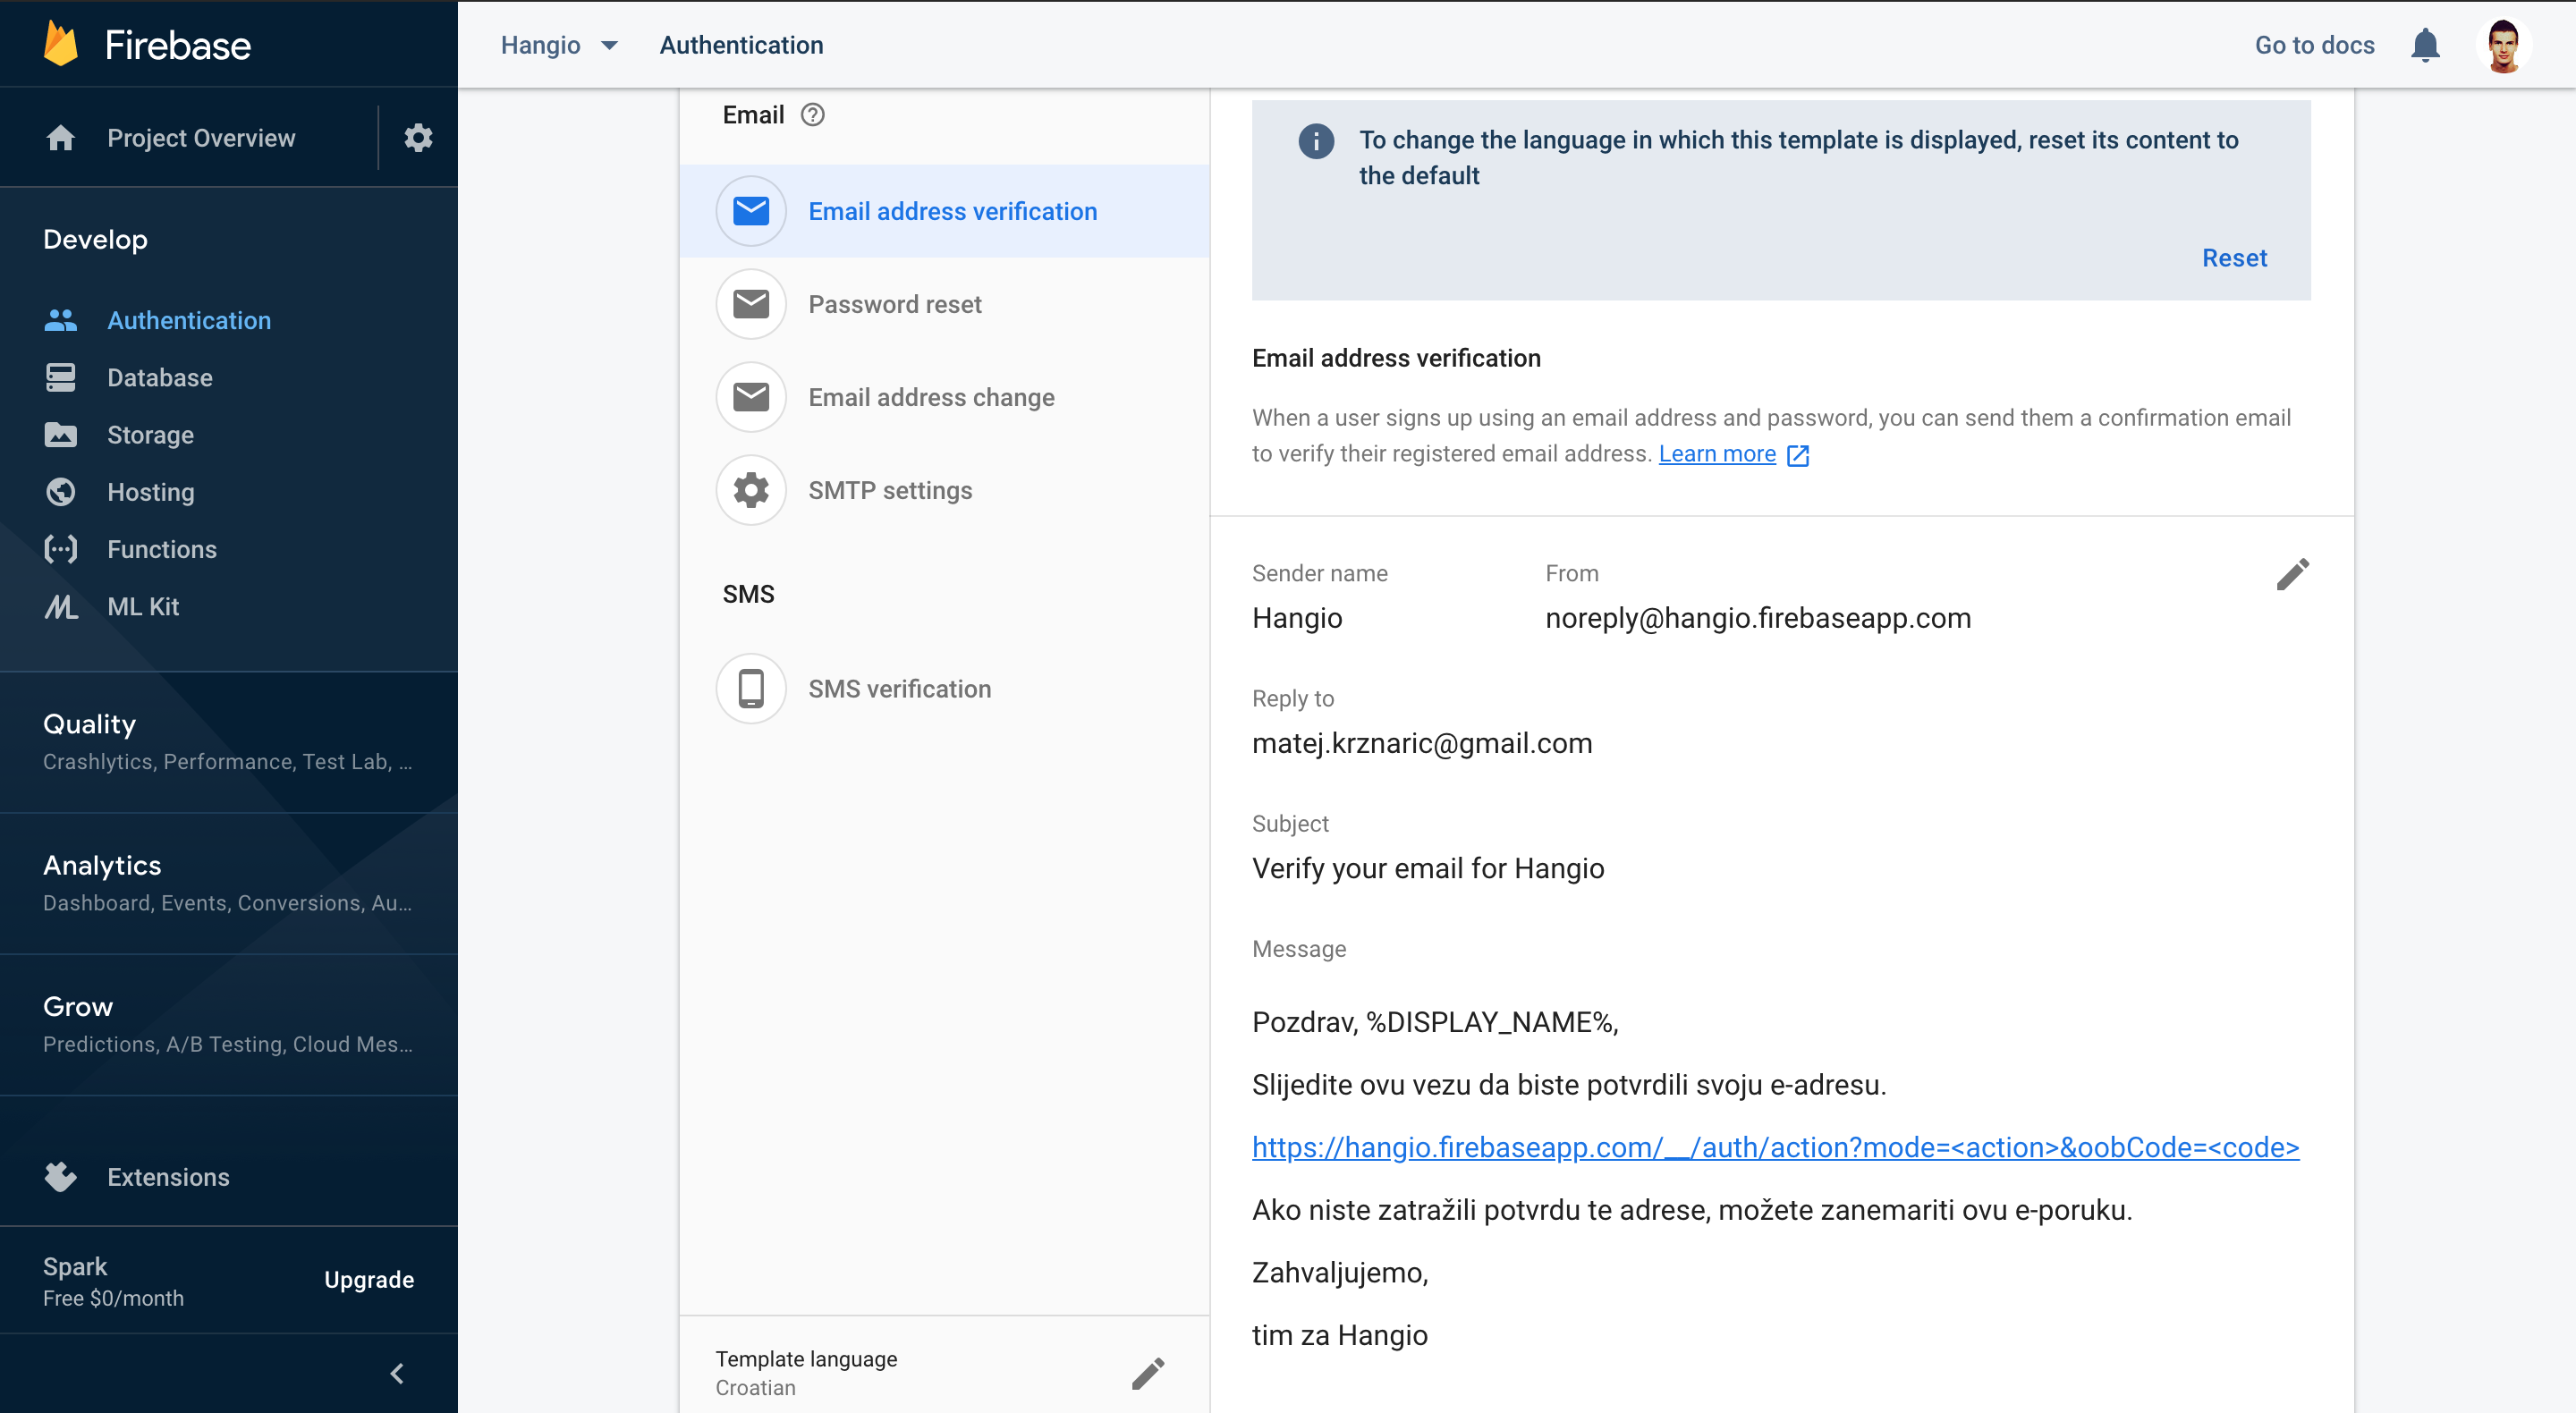 Firebase
Hangio
Authentication
Go to docs
Project Overview
Develop
Authentication
Database
Storage
Hosting
Functions
ML Kit
Quality
Crashlytics, Performance, Test Lab, ...
Analytics
Dashboard, Events, Conversions, Au...
Grow
Predictions, A/B Testing, Cloud Mes...
Extensions
Spark
Free $0/month
Upgrade
Email
Email address verification
Password reset
Email address change
SMTP settings
SMS
SMS verification
Template language
Croatian
To change the language in which this template is displayed, reset its content to
the default
Reset
Email address verification
When a user signs up using an email address and password, you can send them a confirmation email
to verify their registered email address. Learn more
Sender name
Hangio
From
noreply@hangio.firebaseapp.com
Reply to
matej.krznaric@gmail.com
Subject
Verify your email for Hangio
Message
Pozdrav, %DISPLAY_NAME%,
Slijedite ovu vezu da biste potvrdili svoju e-adresu.
https://hangio.firebaseapp.com/__/auth/action?mode=<action>&oobCode=<code>
Ako niste zatražili potvrdu te adrese, možete zanemariti ovu e-poruku.
Zahvaljujemo,
tim za Hangio